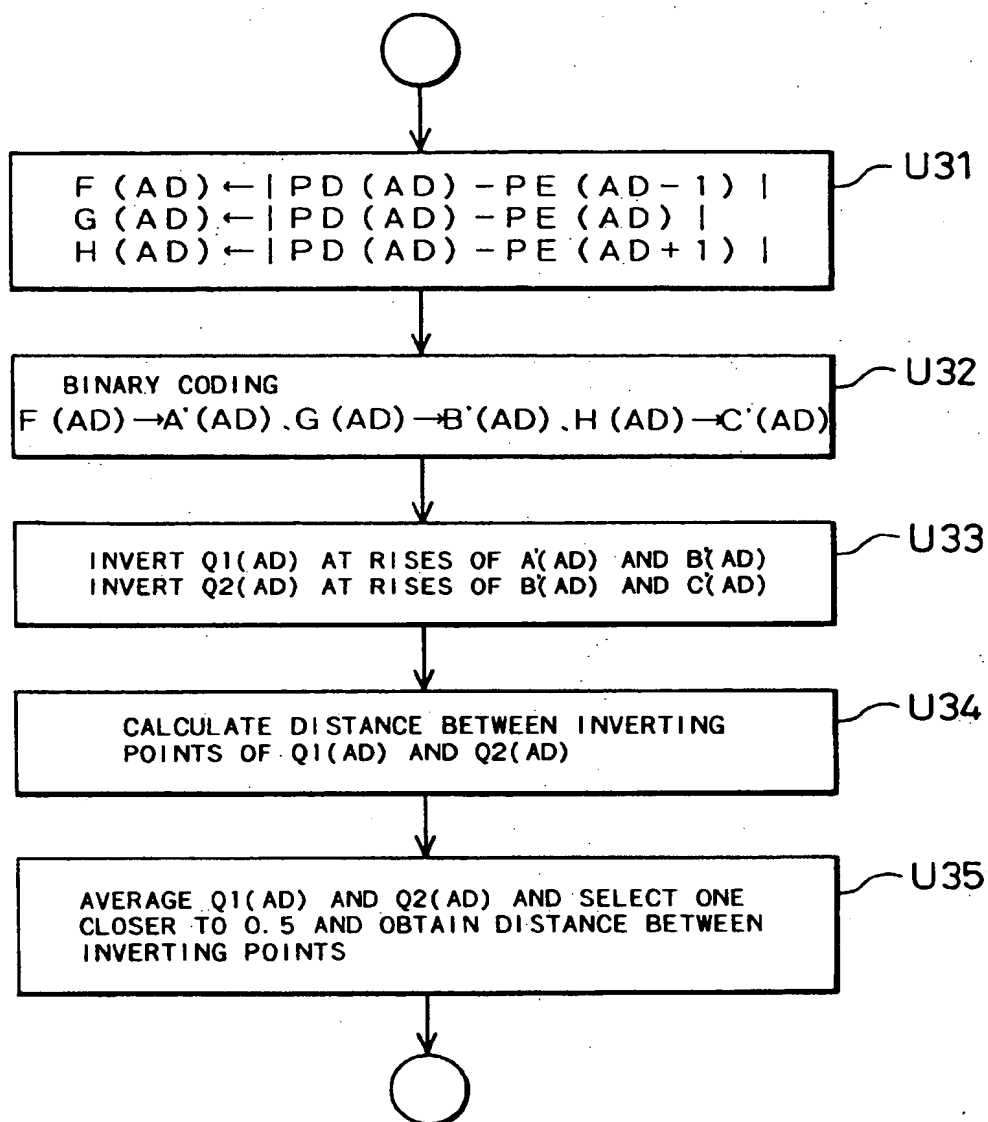 F (AD) ← | PD (AD) - PE (AD-1) |
G (AD) ← | PD (AD) - PE (AD) |
H (AD) ← | PD (AD) - PE (AD+1) |
U31
BINARY CODING
F (AD) → A' (AD) 、G (AD) → B' (AD) 、H (AD) → C' (AD)
U32
INVERT Q1(AD) AT RISES OF A'(AD) AND B'(AD)
INVERT Q2(AD) AT RISES OF B'(AD) AND C'(AD)
U33
CALCULATE DISTANCE BETWEEN INVERTING
POINTS OF Q1(AD) AND Q2(AD)
U34
AVERAGE Q1(AD) AND Q2(AD) AND SELECT ONE
CLOSER TO 0.5 AND OBTAIN DISTANCE BETWEEN
INVERTING POINTS
U35